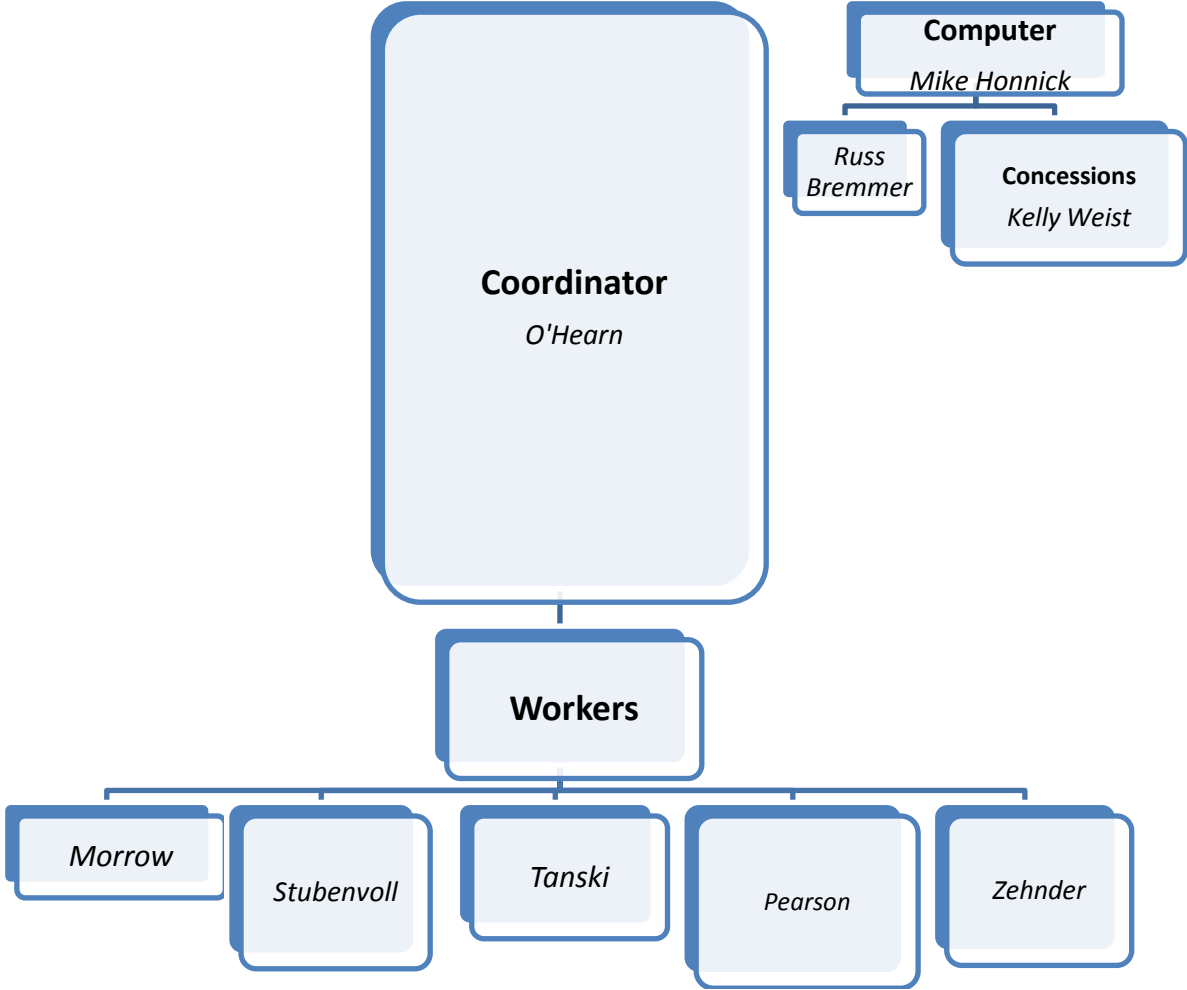 Computer
Mike Honnick
Russ
Bremmer
Concessions
Kelly Weist
Coordinator
O'Hearn
Workers
Morrow
Stubenvoll
Tanski
Pearson
Zehnder